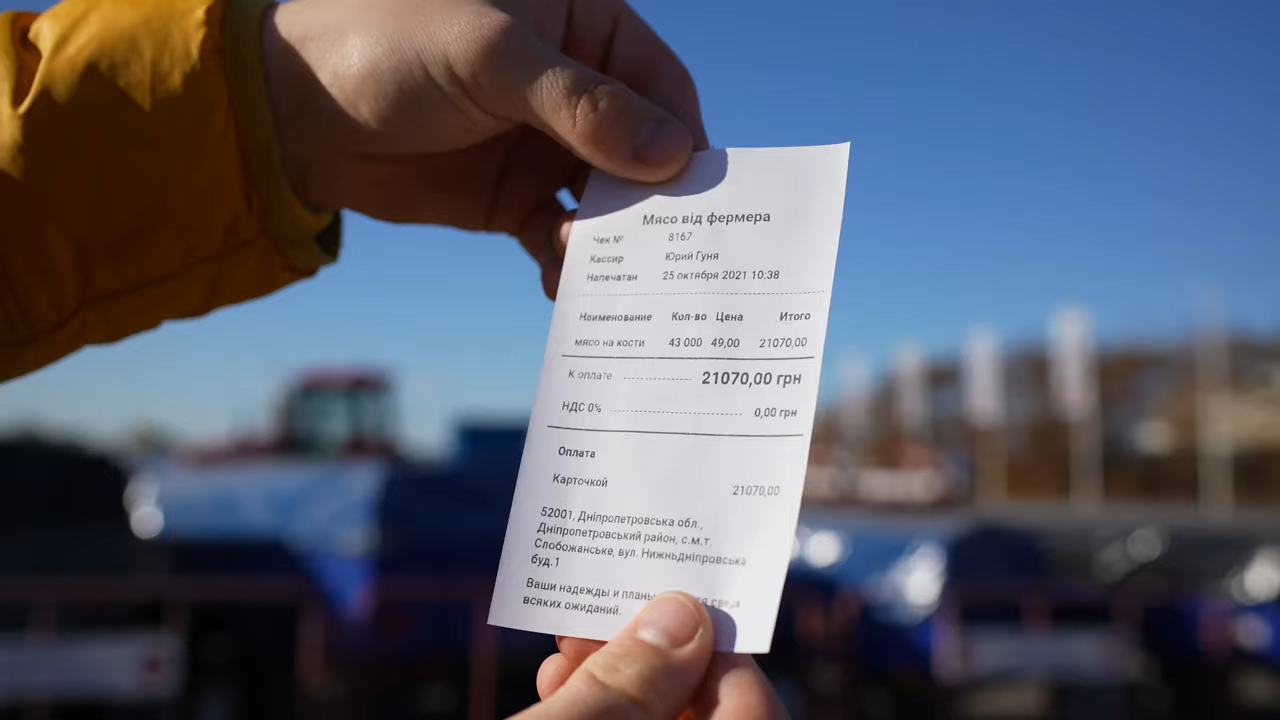 Мясо від фермера
Чек № 8167
Кассир Юрий Гуня
Напечатан 25 октября 2021 10:38
Наименование Кол-во Цена Итого
мясо на кости 43 000 49,00 21070,00
К оплате 21070,00 грн
НДС 0% 0,00 грн
Оплата
Карточкой 21070,00
52001, Дніпропетровська обл.,
Дніпропетровський район, с.м.т.
Слобожанське, вул. Нижньдніпровська
буд.1
Ваши надежды и планы сверх
всяких ожиданий.